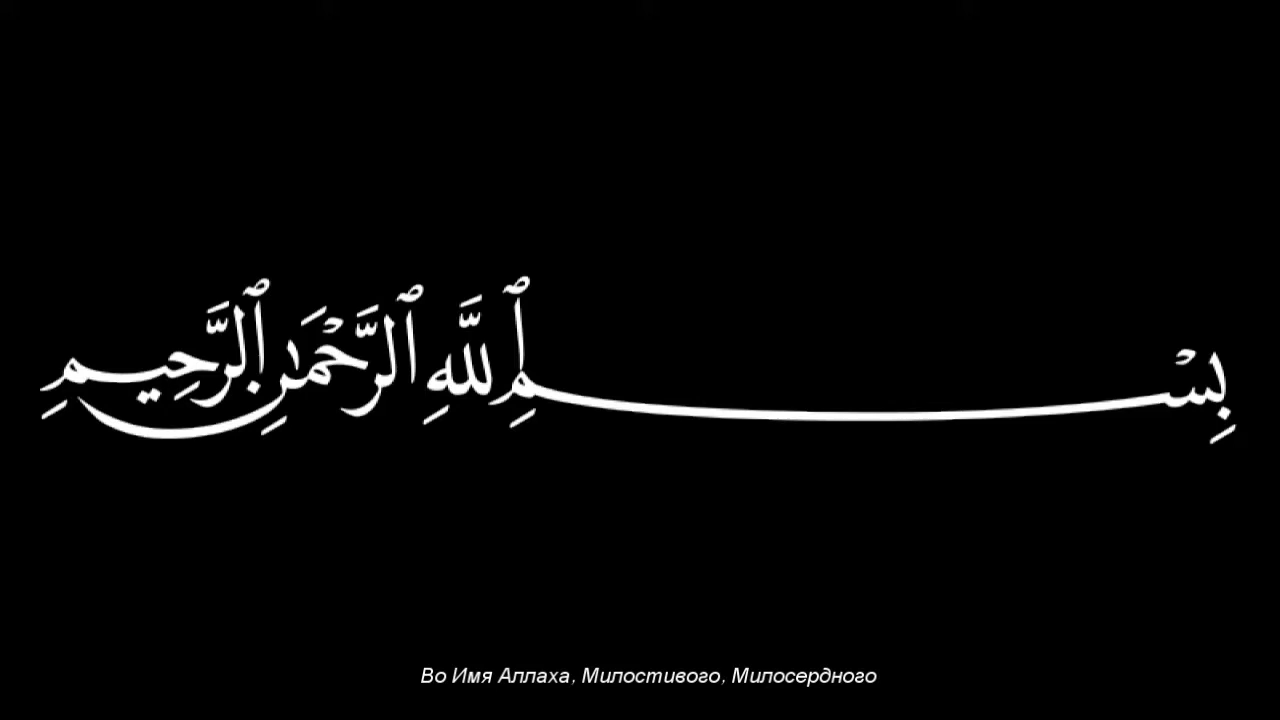 بِسْمِ ٱللَّهِ ٱلرَّحْمَٰنِ ٱلرَّحِيمِ
Во Имя Аллаха, Милостивого, Милосердного